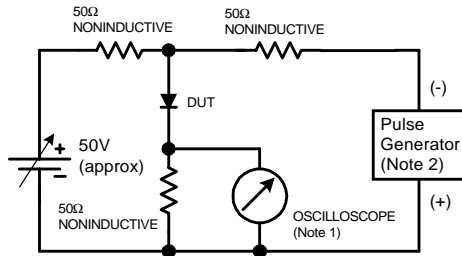 50Ω
NONINDUCTIVE
50Ω
NONINDUCTIVE
(-)
DUT
+
50V
(approx)
-
Pulse
Generator
(Note 2)
50Ω
NONINDUCTIVE
OSCILLOSCOPE
(Note 1)
(+)